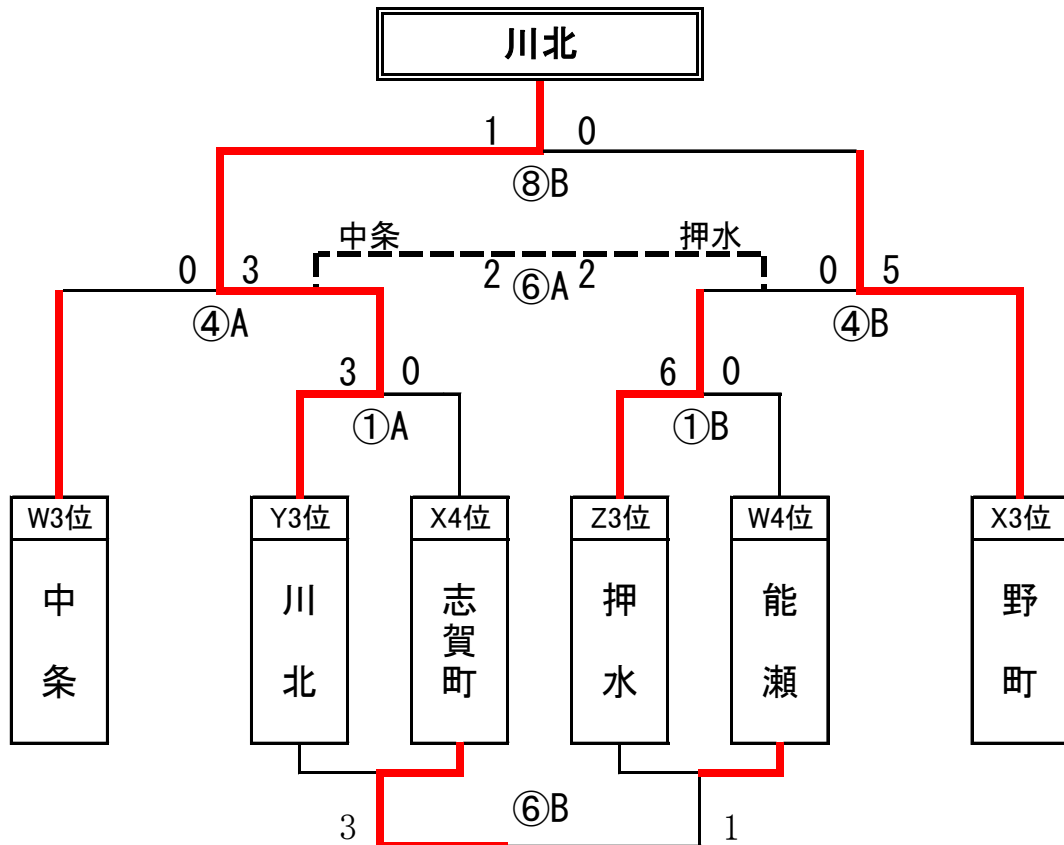 川北
1 0
⑧B
中条 押水
0 3 2 ⑥A 2 0 5
④A ④B
3 0 6 0
①A ①B
W3位 Y3位 X4位 Z3位 W4位 X3位
中条 川北 志賀町 押水 能瀬 野町
3 ⑥B 1